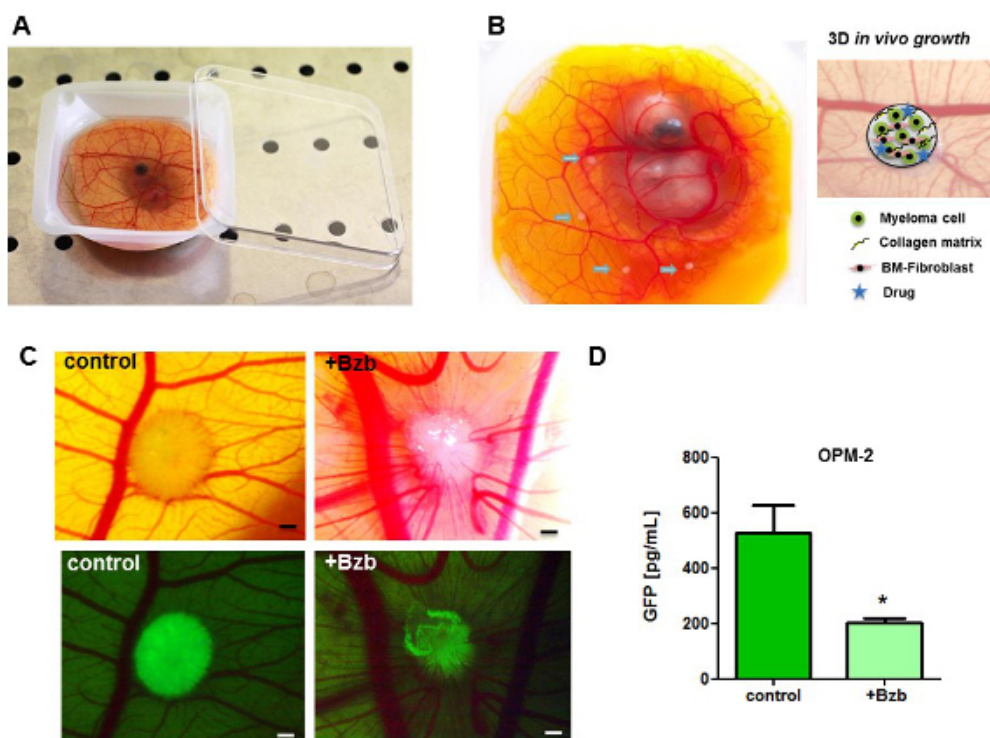 A
B
3D in vivo growth
Myeloma cell
Collagen matrix
BM-Fibroblast
Drug
C
control
+Bzb
control
+Bzb
D
OPM-2
GFP [pg/mL]
800
600
400
200
0
*
control
+Bzb